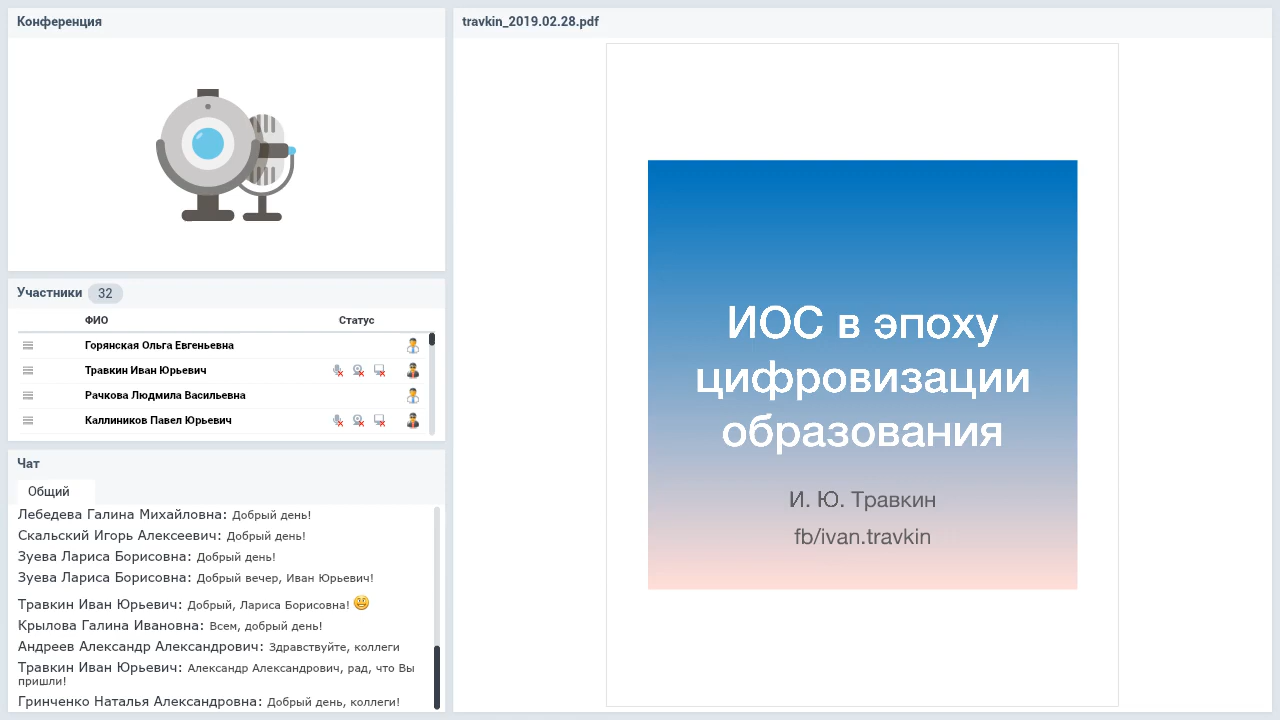 Конференция
Участники 32
ФИО Статус
Горянская Ольга Евгеньевна
Травкин Иван Юрьевич
Рачкова Людмила Васильевна
Каллиников Павел Юрьевич
Чат
Общий
Лебедева Галина Михайловна: Добрый день!
Скальский Игорь Алексеевич: Добрый день!
Зуева Лариса Борисовна: Добрый день!
Зуева Лариса Борисовна: Добрый вечер, Иван Юрьевич!
Травкин Иван Юрьевич: Добрый, Лариса Борисовна!
Крылова Галина Ивановна: Всем, добрый день!
Андреев Александр Александрович: Здравствуйте, коллеги
Травкин Иван Юрьевич: Александр Александрович, рад, что Вы
пришли!
Гринченко Наталья Александровна: Добрый день, коллеги!
travkin_2019.02.28.pdf
ИОС в эпоху
цифровизации
образования
И. Ю. Травкин
fb/ivan.travkin